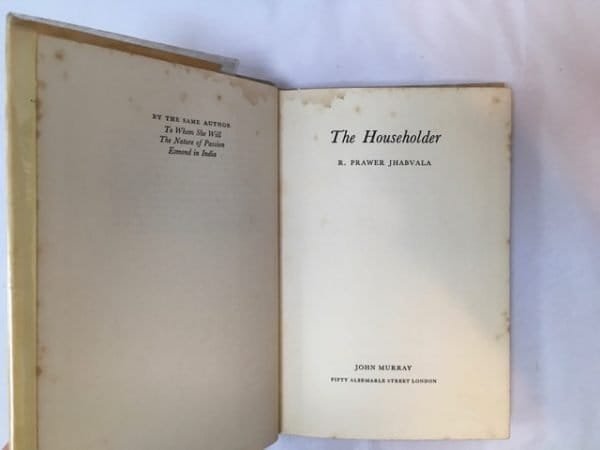 BY THE SAME AUTHOR
To Whom She Will
The Nature of Passion
Esmond in India
The Householder
R. PRAWER JHABVALA
JOHN MURRAY
FIFTY ALBEMARLE STREET LONDON